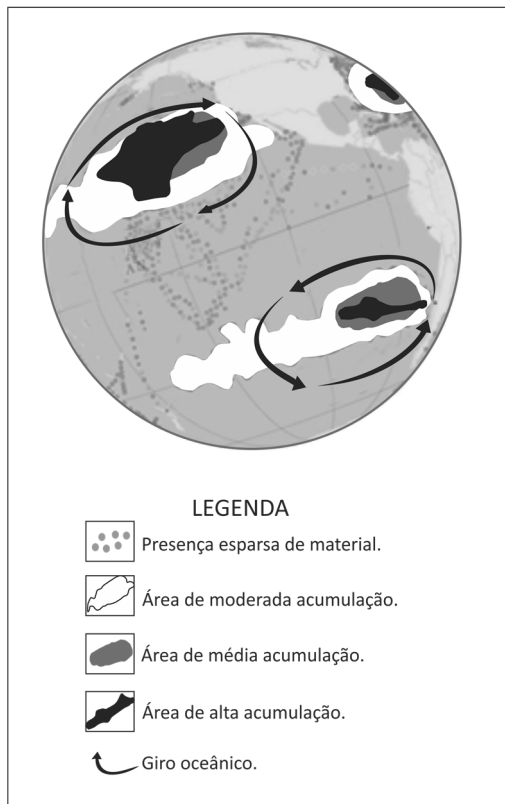 LEGENDA
Presença esparsa de material.
Área de moderada acumulação.
Área de média acumulação.
Área de alta acumulação.
Giro oceânico.